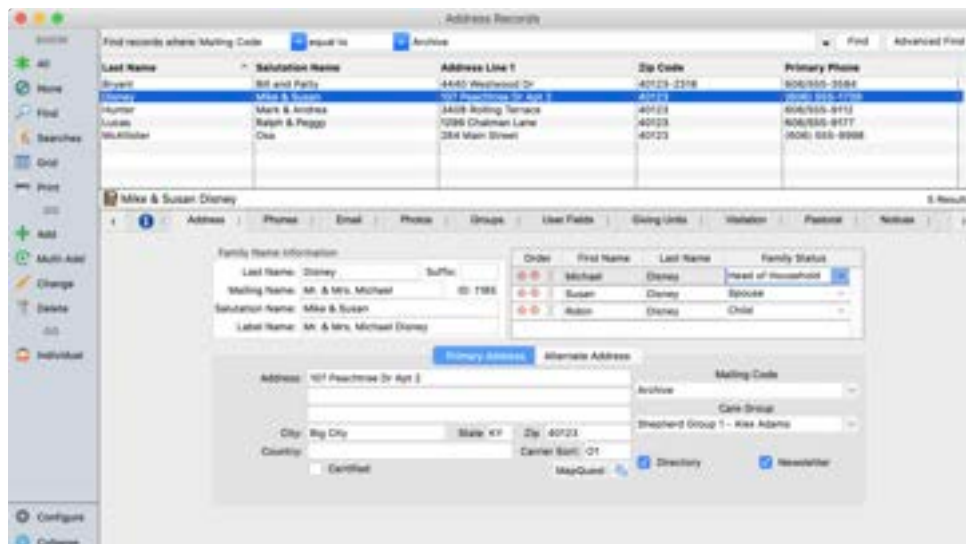 Address Records
All
None
Find
Searches
Grid
Print
Add
Multi-Add
Change
Delete
Individual
Configure
Collapse
Find records where Mailing Code equal to Archive Find Advanced Find
Last Name Salutation Name Address Line 1 Zip Code Primary Phone
Bryant Bill and Patty 4440 Westwood Dr 40123-2318
Disney Mike & Susan 107 Peachtree Dr Apt 2 40123
Hunter Mark & Andrea 3408 Rolling Terrace 40123 606/555-9112
Lucas Ralph & Peggy Lane 40123 606/555-9177
McAllister 284 Main Street 40123 (606) 555-9998
Mike & Susan Disney 5 Results
Address Phones Email Photos Groups User Fields Giving Units Visitation Pastoral Notices
Family Name Information
Last Name: Disney Suffix:
Mailing Name: Mr. & Mrs. Michael ID: 1185
Salutation Name: Mike & Susan
Label Name: Mr. & Mrs. Michael Disney
Order First Name Last Name Family Status
Michael Disney Head of Household
Susan Disney Spouse
Robin Disney Child
Primary Address Alternate Address
Address: 107 Peachtree Dr Apt 2
City: Big City State: KY Zip: 40123
Country: Carrier Sort: 01
Certified MapQuest
Mailing Code
Archive
Care Group
Shepherd Group 1 - Alex Adams
Directory Newsletter